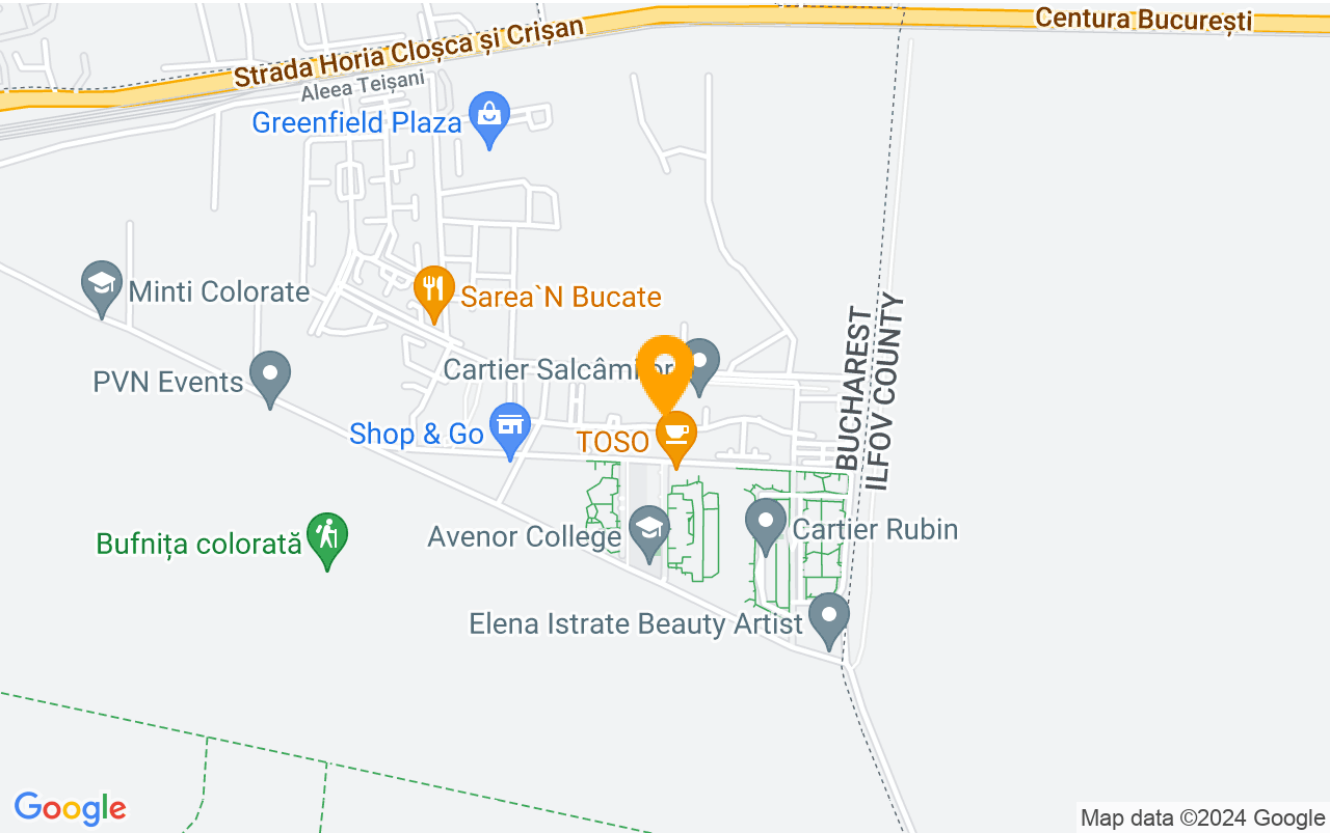 Centura București
Strada Horia Cloșca și Crișan
Aleea Teișani
Greenfield Plaza
Minti Colorate
Sarea`N Bucate
BUCHAREST
ILFOV COUNTY
Cartier
PVN Events
Shop & Go
TOSO
Avenor College
Cartier Rubin
Bufnița colorată
Elena Istrate Beauty Artist
Google
Map data ©2024 Google